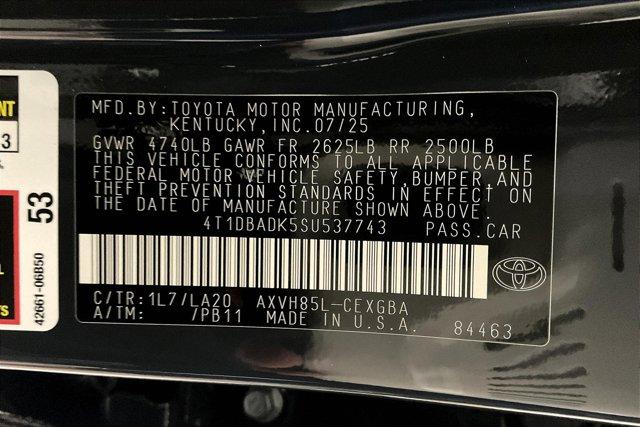 MFD.BY:TOYOTA MOTOR MANUFACTURING,
KENTUCKY,INC.07/25
GVWR 4740LB GAWR FR 2625LB RR 2500LB
THIS VEHICLE CONFORMS TO ALL APPLICABLE
FEDERAL MOTOR VEHICLE SAFETY,BUMPER,AND
THEFT PREVENTION STANDARDS IN EFFECT ON
THE DATE OF MANUFACTURE SHOWN ABOVE.
4T1DBADK5SU537743 PASS.CAR
C/TR:1L7/LA20 AXVH85L-CEXGBA
A/TM: /PB11 MADE IN U.S.A. 84463
53
42661-06B50